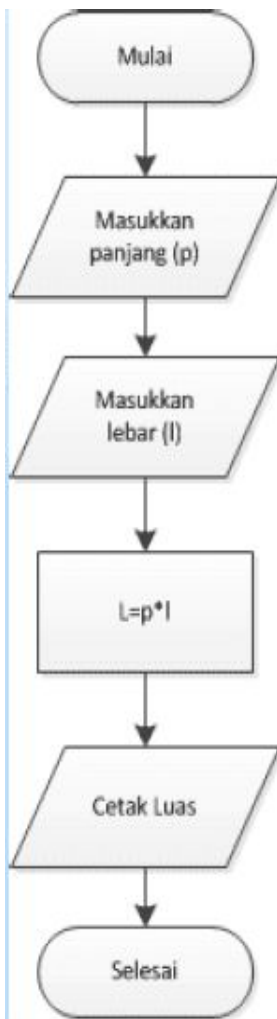 Mulai
Masukkan
panjang (p)
Masukkan
lebar (l)
L=p*l
Cetak Luas
Selesai